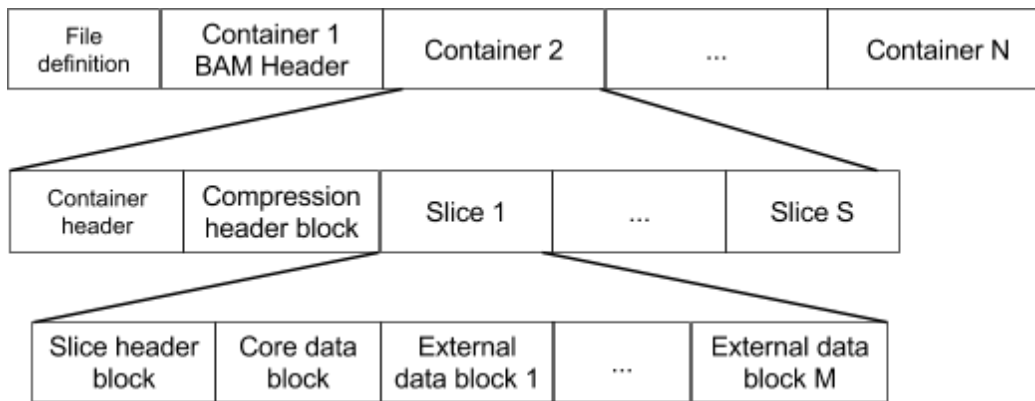 File
definition
Container 1
BAM Header
Container 2
...
Container N
Container
header
Compression
header block
Slice 1
...
Slice S
Slice header
block
Core data
block
External
data block 1
...
External data
block M